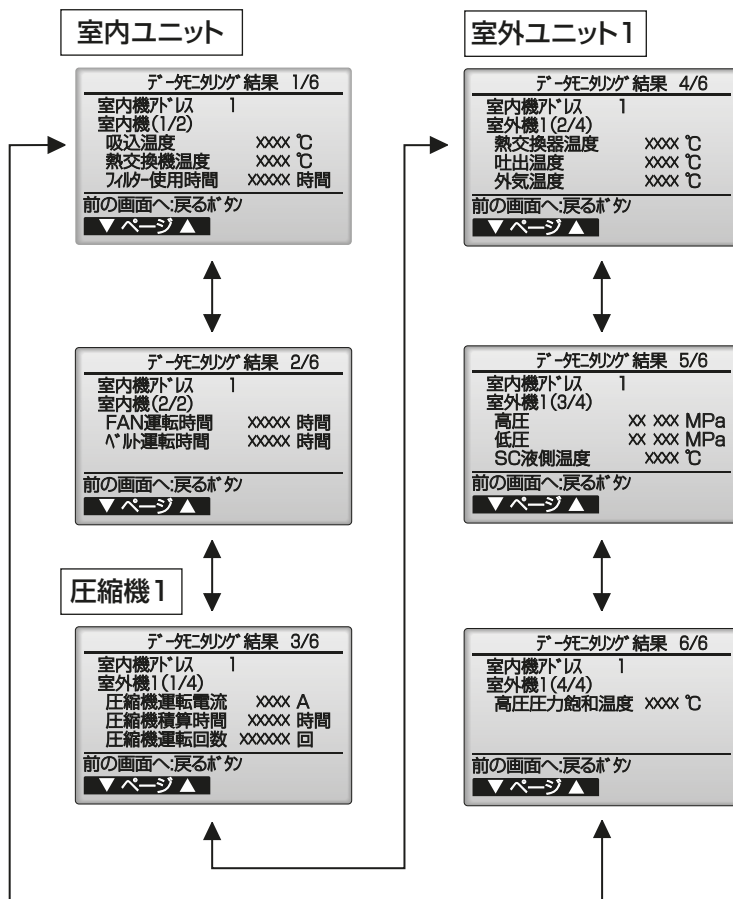 室内ユニット
データモニタリング結果 1/6
室内機アドレス 1
室内機(1/2)
吸込温度 xxxx ℃
熱交換機温度 xxxx ℃
フィルター使用時間 xxxxx 時間
前の画面へ:戻るボタン
▼ ページ ▲
データモニタリング結果 2/6
室内機アドレス 1
室内機(2/2)
FAN運転時間 xxxxx 時間
ベルト運転時間 xxxxx 時間
前の画面へ:戻るボタン
▼ ページ ▲
圧縮機1
データモニタリング結果 3/6
室内機アドレス 1
室外機1(1/4)
圧縮機運転電流 xxxx A
圧縮機積算時間 xxxxx 時間
圧縮機運転回数 xxxxxx 回
前の画面へ:戻るボタン
▼ ページ ▲
室外ユニット1
データモニタリング結果 4/6
室内機アドレス 1
室外機1(2/4)
熱交換器温度 xxxx ℃
吐出温度 xxxx ℃
外気温度 xxxx ℃
前の画面へ:戻るボタン
▼ ページ ▲
データモニタリング結果 5/6
室内機アドレス 1
室外機1(3/4)
高圧 xx xxx MPa
低圧 xx xxx MPa
SC液側温度 xxxx ℃
前の画面へ:戻るボタン
▼ ページ ▲
データモニタリング結果 6/6
室内機アドレス 1
室外機1(4/4)
高圧圧力飽和温度 xxxx ℃
前の画面へ:戻るボタン
▼ ページ ▲